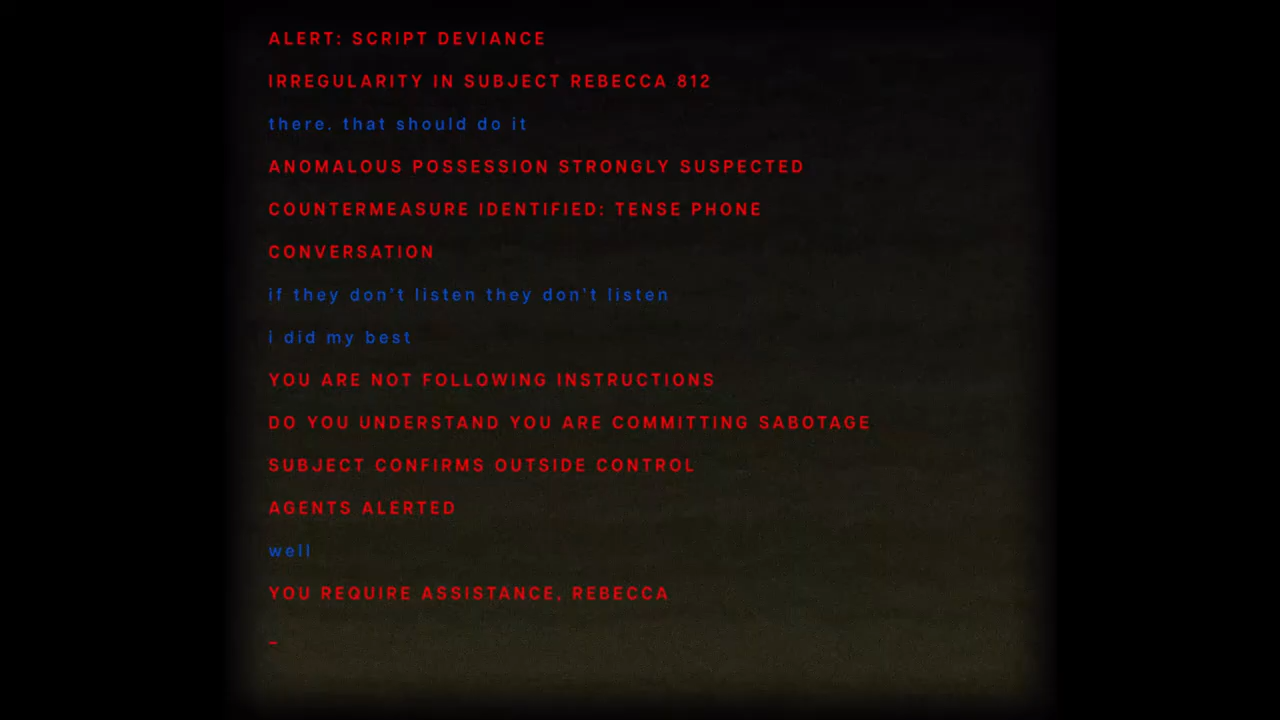 ALERT: SCRIPT DEVIANCE
IRREGULARITY IN SUBJECT REBECCA 812
there. that should do it
ANOMALOUS POSSESSION STRONGLY SUSPECTED
COUNTERMEASURE IDENTIFIED: TENSE PHONE
CONVERSATION
if they don't listen they don't listen
i did my best
YOU ARE NOT FOLLOWING INSTRUCTIONS
DO YOU UNDERSTAND YOU ARE COMMITTING SABOTAGE
SUBJECT CONFIRMS OUTSIDE CONTROL
AGENTS ALERTED
well
YOU REQUIRE ASSISTANCE, REBECCA
_